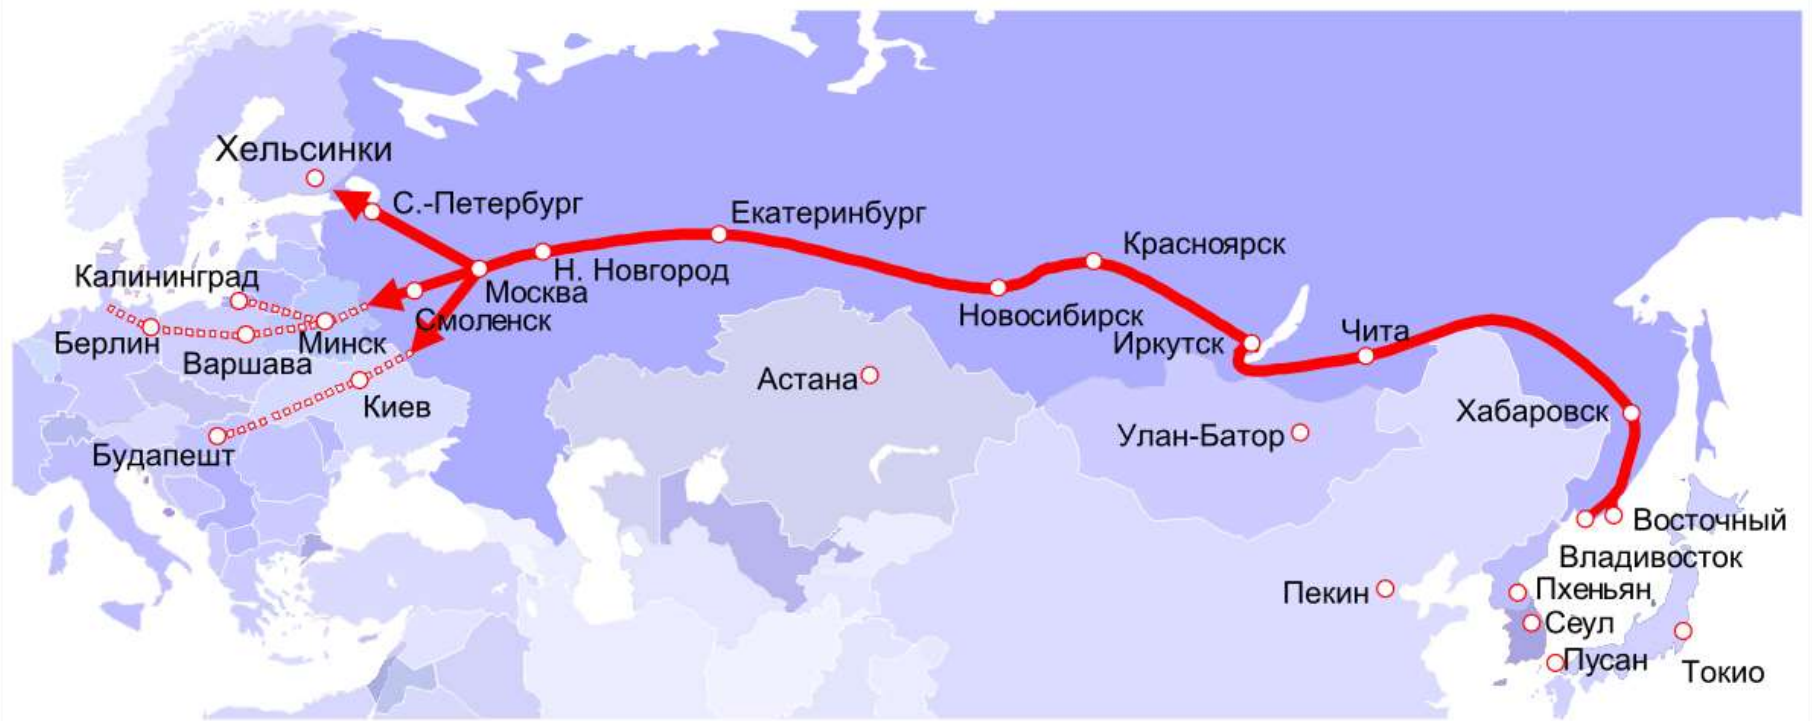 Хельсинки
С.-Петербург
Екатеринбург
Красноярск
Калининград
Н. Новгород
Москва
Смоленск
Новосибирск
Иркутск
Чита
Берлин
Варшава
Минск
Астана
Киев
Хабаровск
Улан-Батор
Будапешт
Восточный
Владивосток
Пекин
Пхеньян
Сеул
Пусан
Токио